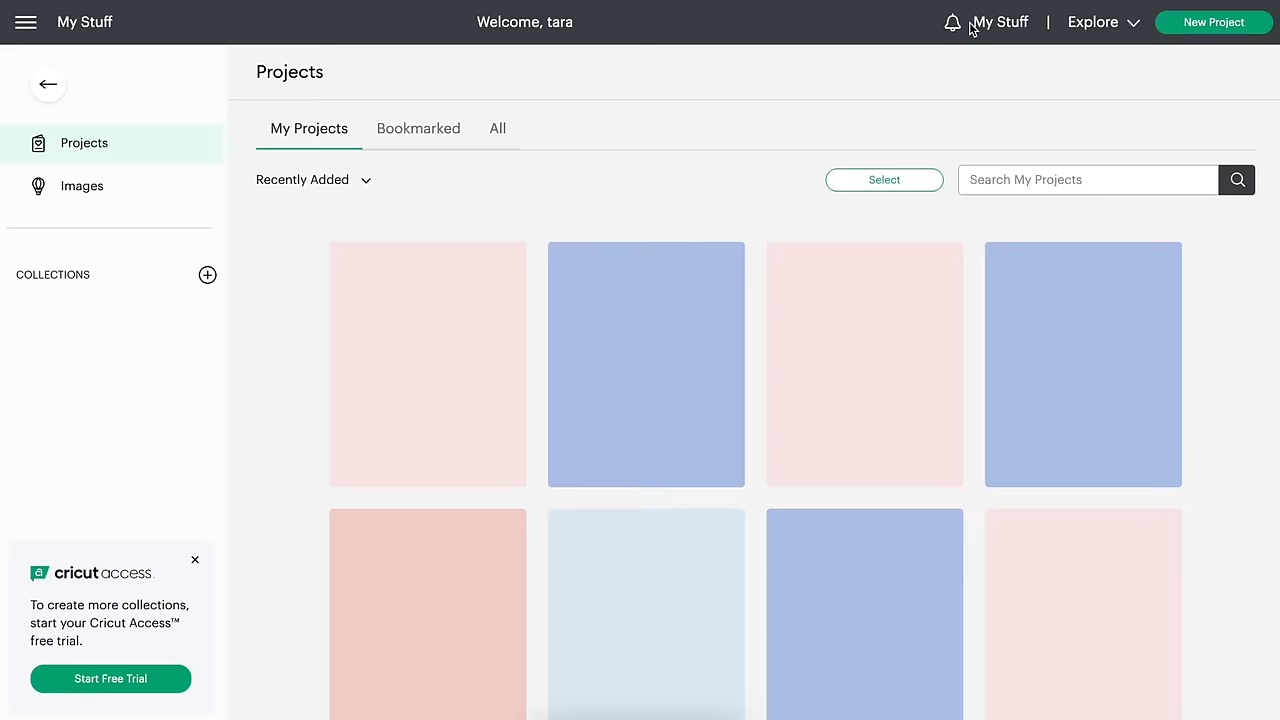 My Stuff
Welcome, tara
My Stuff | Explore
New Project
Projects
My Projects
Bookmarked
All
Recently Added
Select
Search My Projects
Projects
Images
COLLECTIONS
a cricut access.
To create more collections,
start your Cricut Access™
free trial.
Start Free Trial